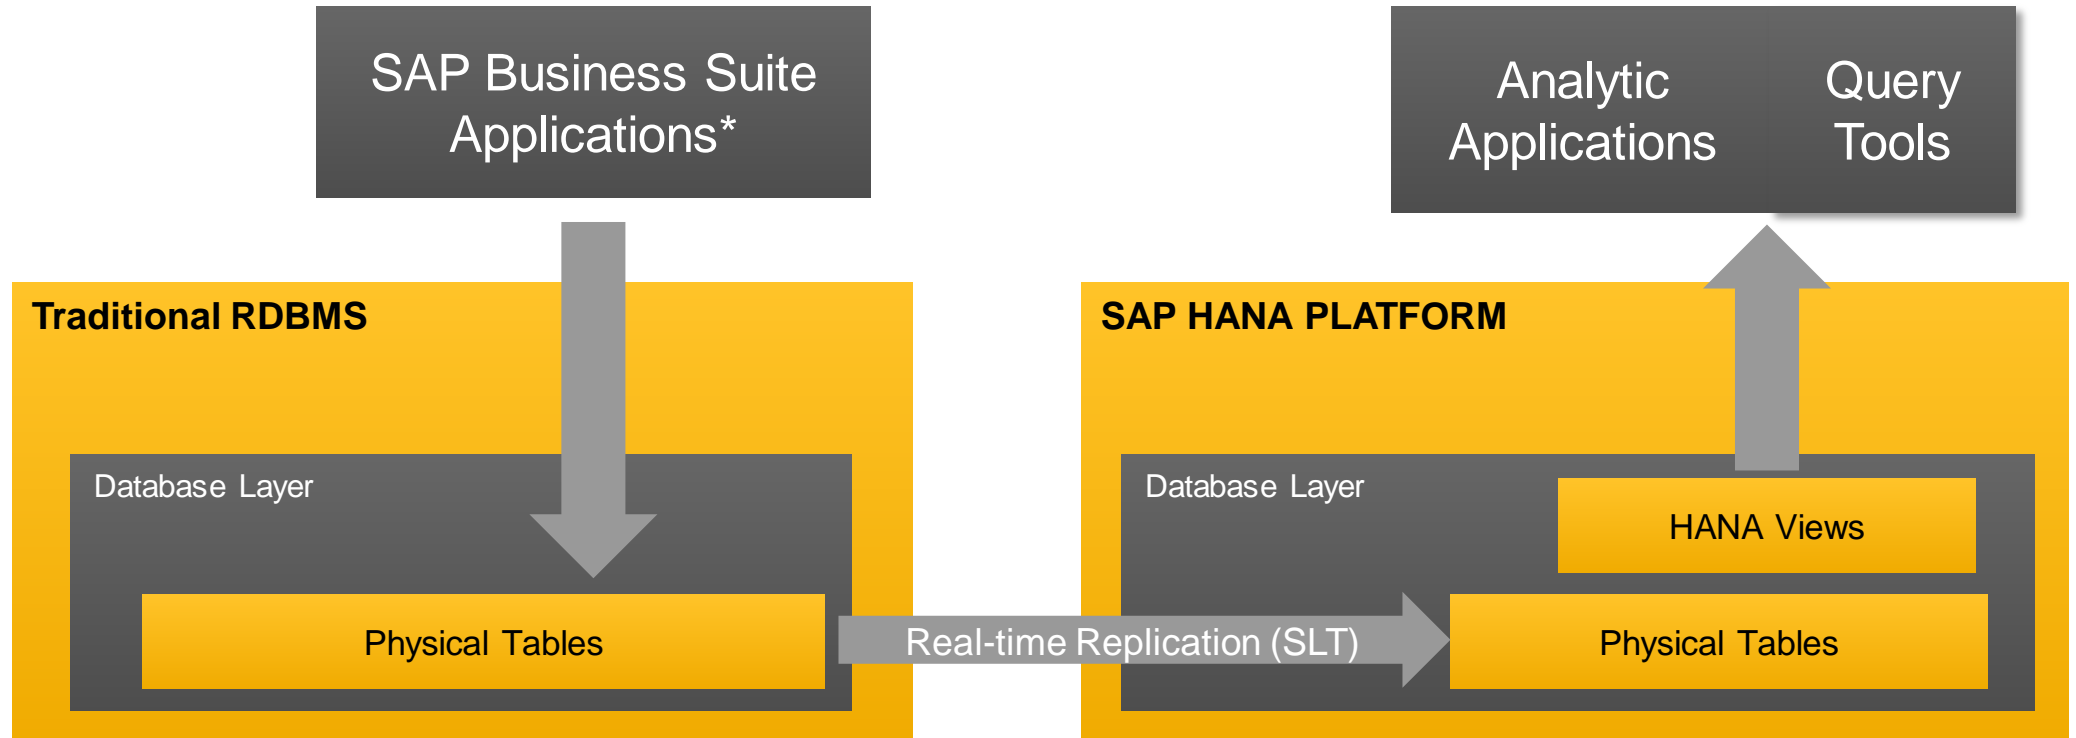 SAP Business Suite
Applications*
Analytic
Applications
Query
Tools
Traditional RDBMS
Database Layer
Physical Tables
Real-time Replication (SLT)
SAP HANA PLATFORM
Database Layer
HANA Views
Physical Tables